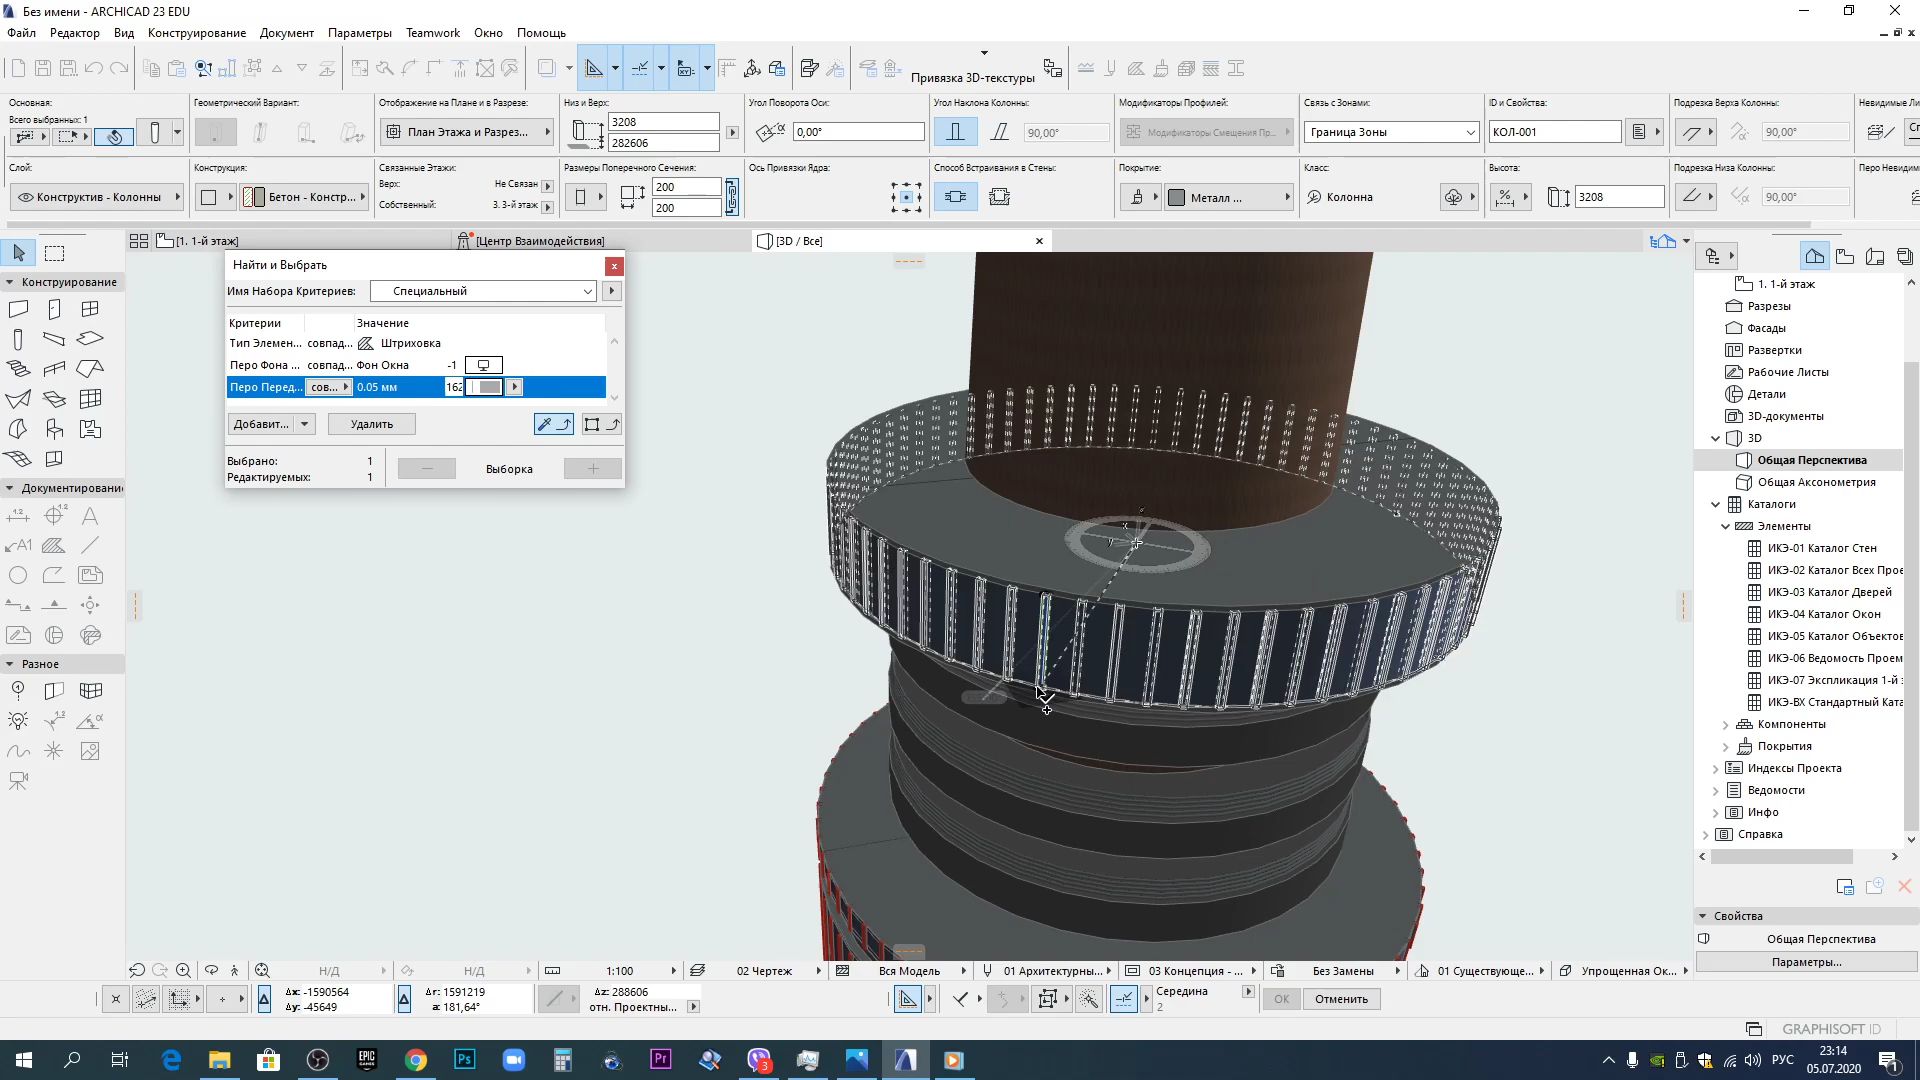 Без имени - ARCHICAD 23 EDU
Файл Редактор Вид Конструирование Документ Параметры Teamwork Окно Помощь
Привязка 3D-текстуры
Основная:
Всего выбранных: 1
Геометрический Вариант:
Отображение на Плане и в Разрезе:
План Этажа и Разрез...
Низ и Верх:
3208
282606
Угол Поворота Оси:
0,00°
Угол Наклона Колонны:
90,00°
Модификаторы Профилей:
Модификаторы Смещения Пр...
Связь с Зонами:
Граница Зоны
ID и Свойства:
КОЛ-001
Подрезка Верха Колонны:
90,00°
Невидимые Ли
Сп
Слой:
Конструктив - Колонны
Конструкция:
Бетон - Констр...
Связанные Этажи:
Верх: Не Связан
Собственный: 3. 3-й этаж
Размеры Поперечного Сечения:
200
200
Ось Привязки Ядра:
Способ Встраивания в Стены:
Покрытие:
Металл ...
Класс:
Колонна
Высота:
3208
Подрезка Низа Колонны:
90,00°
Перо Невидим
[1. 1-й этаж]
[Центр Взаимодействия]
[3D / Все]
Найти и Выбрать
Имя Набора Критериев: Специальный
Критерии Значение
Тип Элемен... совпад... Штриховка
Перо Фона ... совпад... Фон Окна -1
Перо Перед... сов... 0.05 мм 162
Добавит... Удалить
Выбрано: 1
Редактируемых: 1
Выборка
Конструирование
Документировани
Разное
1. 1-й этаж
Разрезы
Фасады
Развертки
Рабочие Листы
Детали
3D-документы
3D
Общая Перспектива
Общая Аксонометрия
Каталоги
Элементы
ИКЭ-01 Каталог Стен
ИКЭ-02 Каталог Всех Прое
ИКЭ-03 Каталог Дверей
ИКЭ-04 Каталог Окон
ИКЭ-05 Каталог Объектов
ИКЭ-06 Ведомость Проем
ИКЭ-07 Экспликация 1-й э
ИКЭ-ВХ Стандартный Ката
Компоненты
Покрытия
Индексы Проекта
Ведомости
Инфо
Справка
Свойства
Общая Перспектива
Параметры...
Н/Д Н/Д 1:100 02 Чертеж Вся Модель 01 Архитектурны... 03 Концепция - ... Без Замены 01 Существующе... Упрощенная Ок...
Δx: -1590564
Δy: -45649
Δr: 1591219
a: 181,64°
Δz: 288606
отн. Проектны...
Середина
2
OK
Отменить
GRAPHISOFT ID
РУС
23:14
05.07.2020